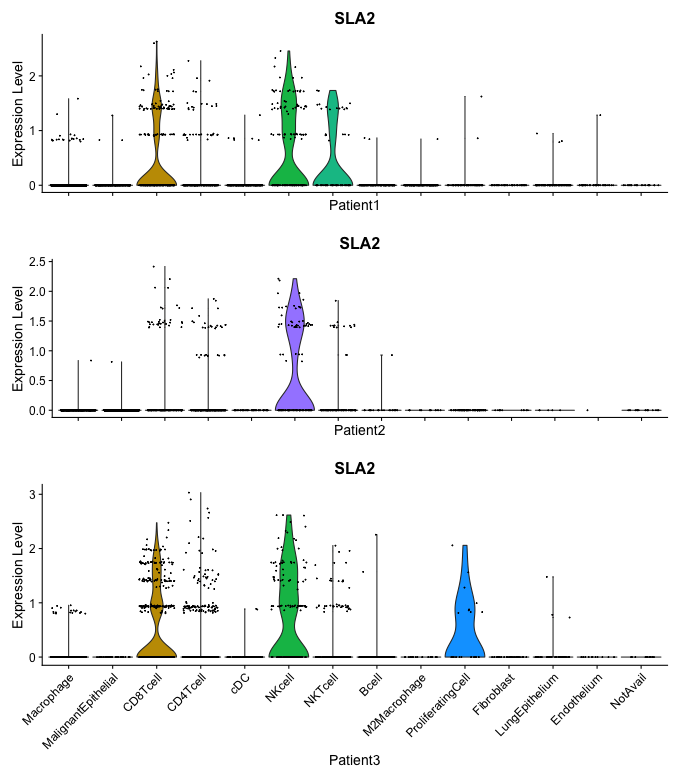 SLA2
Expression Level
2
1
0
Patient1
SLA2
Expression Level
2.5
2.0
1.5
1.0
0.5
0.0
Patient2
SLA2
Expression Level
3
2
1
0
Macrophage
MalignantEpithelial
CD8Tcell
CD4Tcell
cDC
NKcell
NKTcell
Bcell
M2Macrophage
ProliferatingCell
Fibroblast
LungEpithelium
Endothelium
NotAvail
Patient3